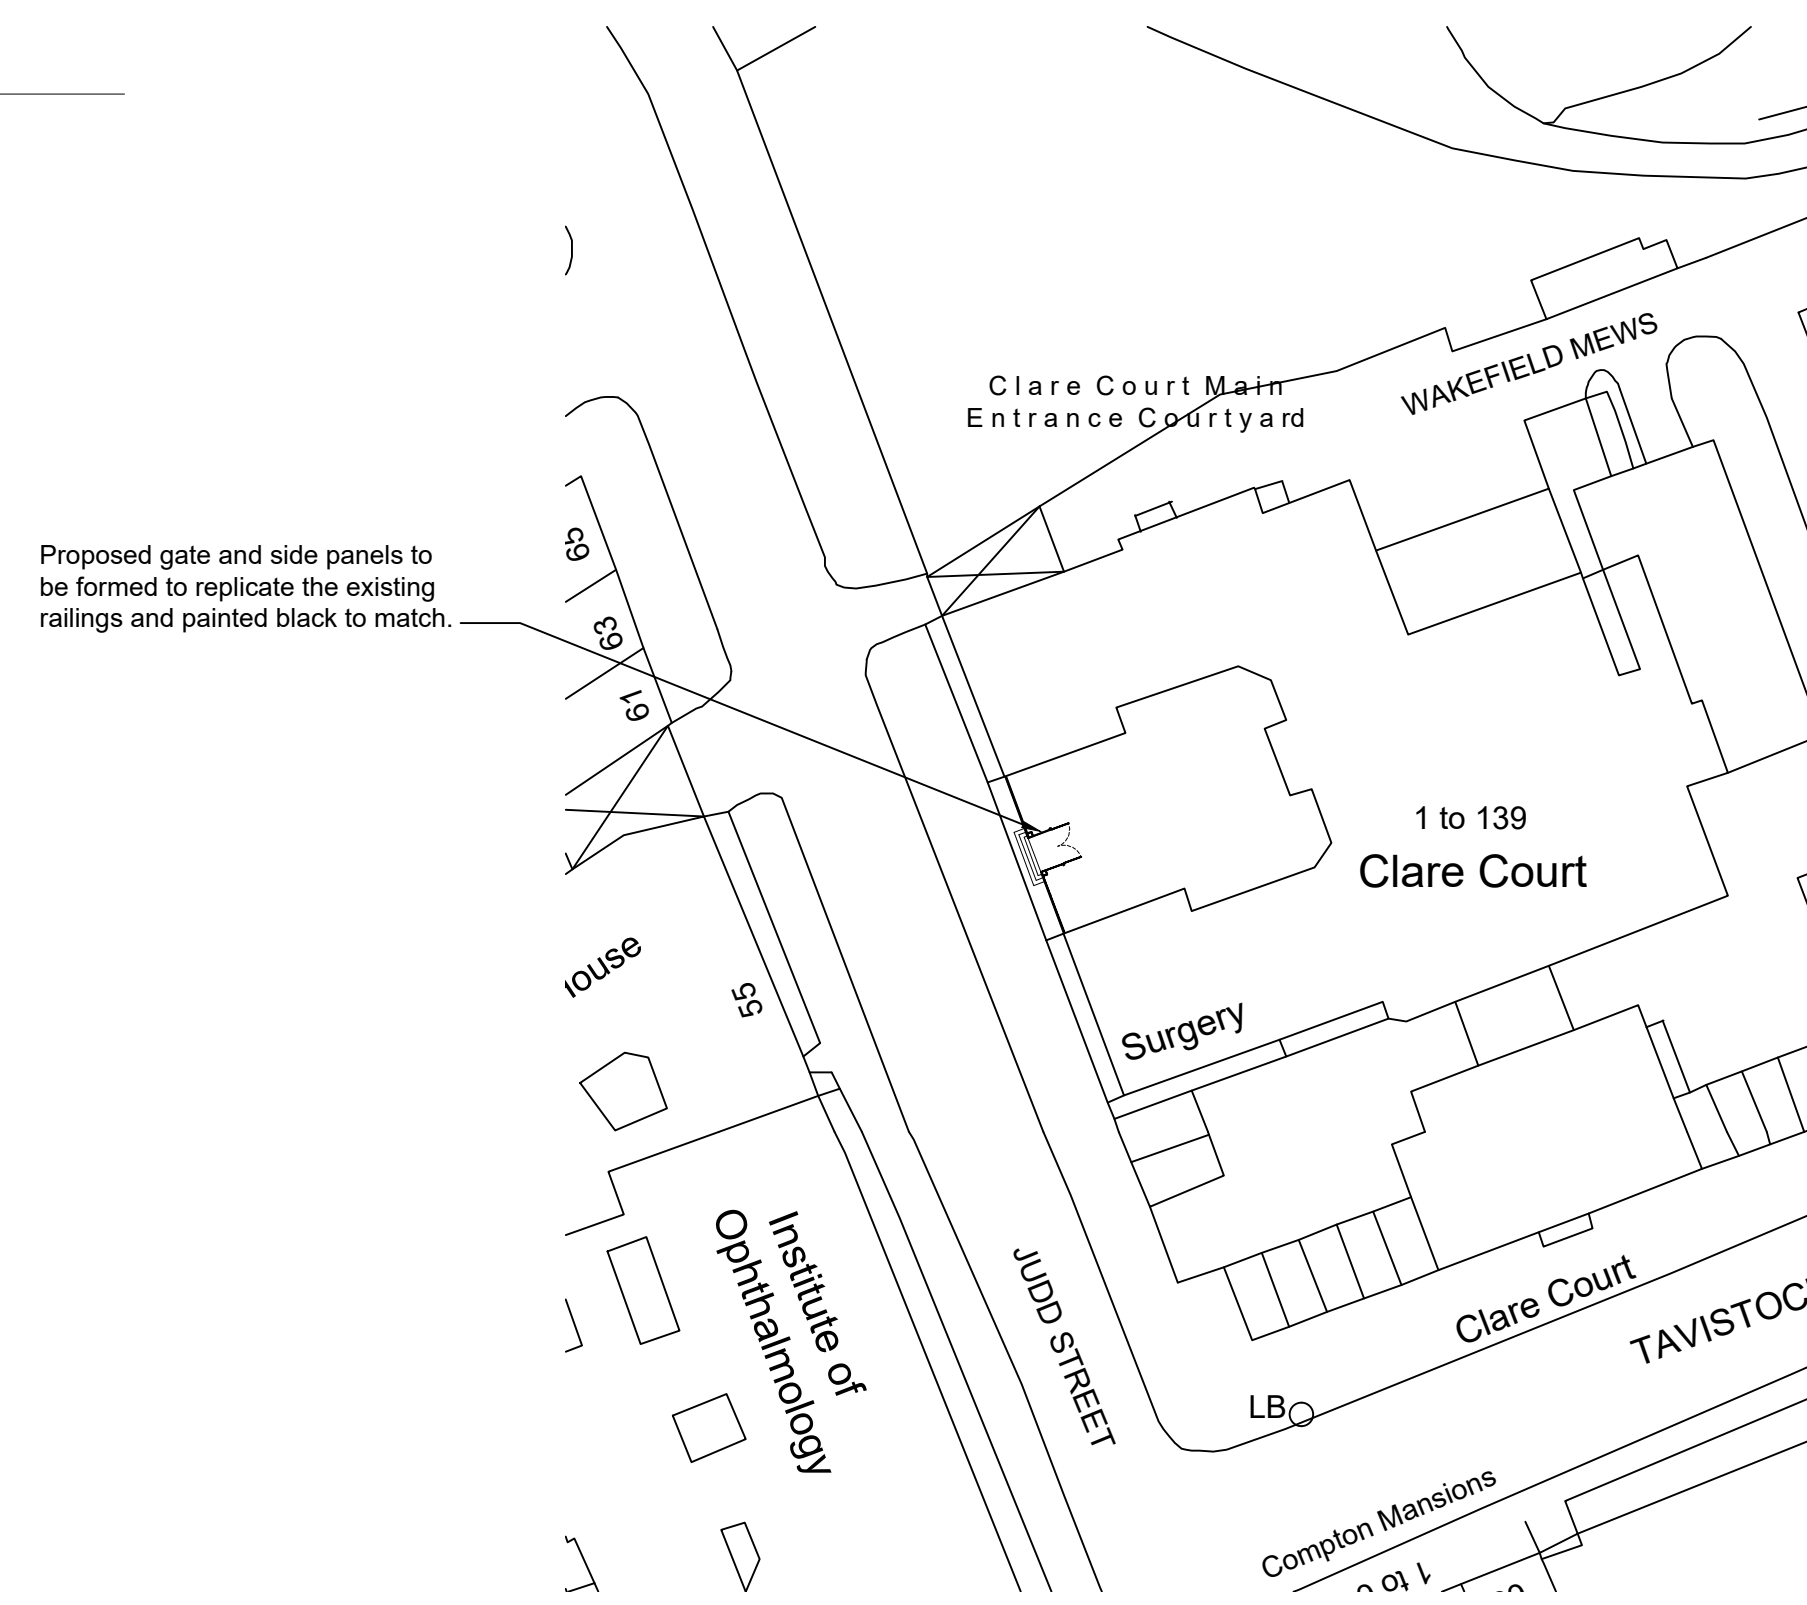 Clare Court Main
Entrance Courtyard
WAKEFIELD MEWS
Proposed gate and side panels to
be formed to replicate the existing
railings and painted black to match.
65
63
61
1 to 139
Clare Court
55
Surgery
Institute of
Ophthalmology
JUDD STREET
Clare Court
LB
Compton Mansions
1 to